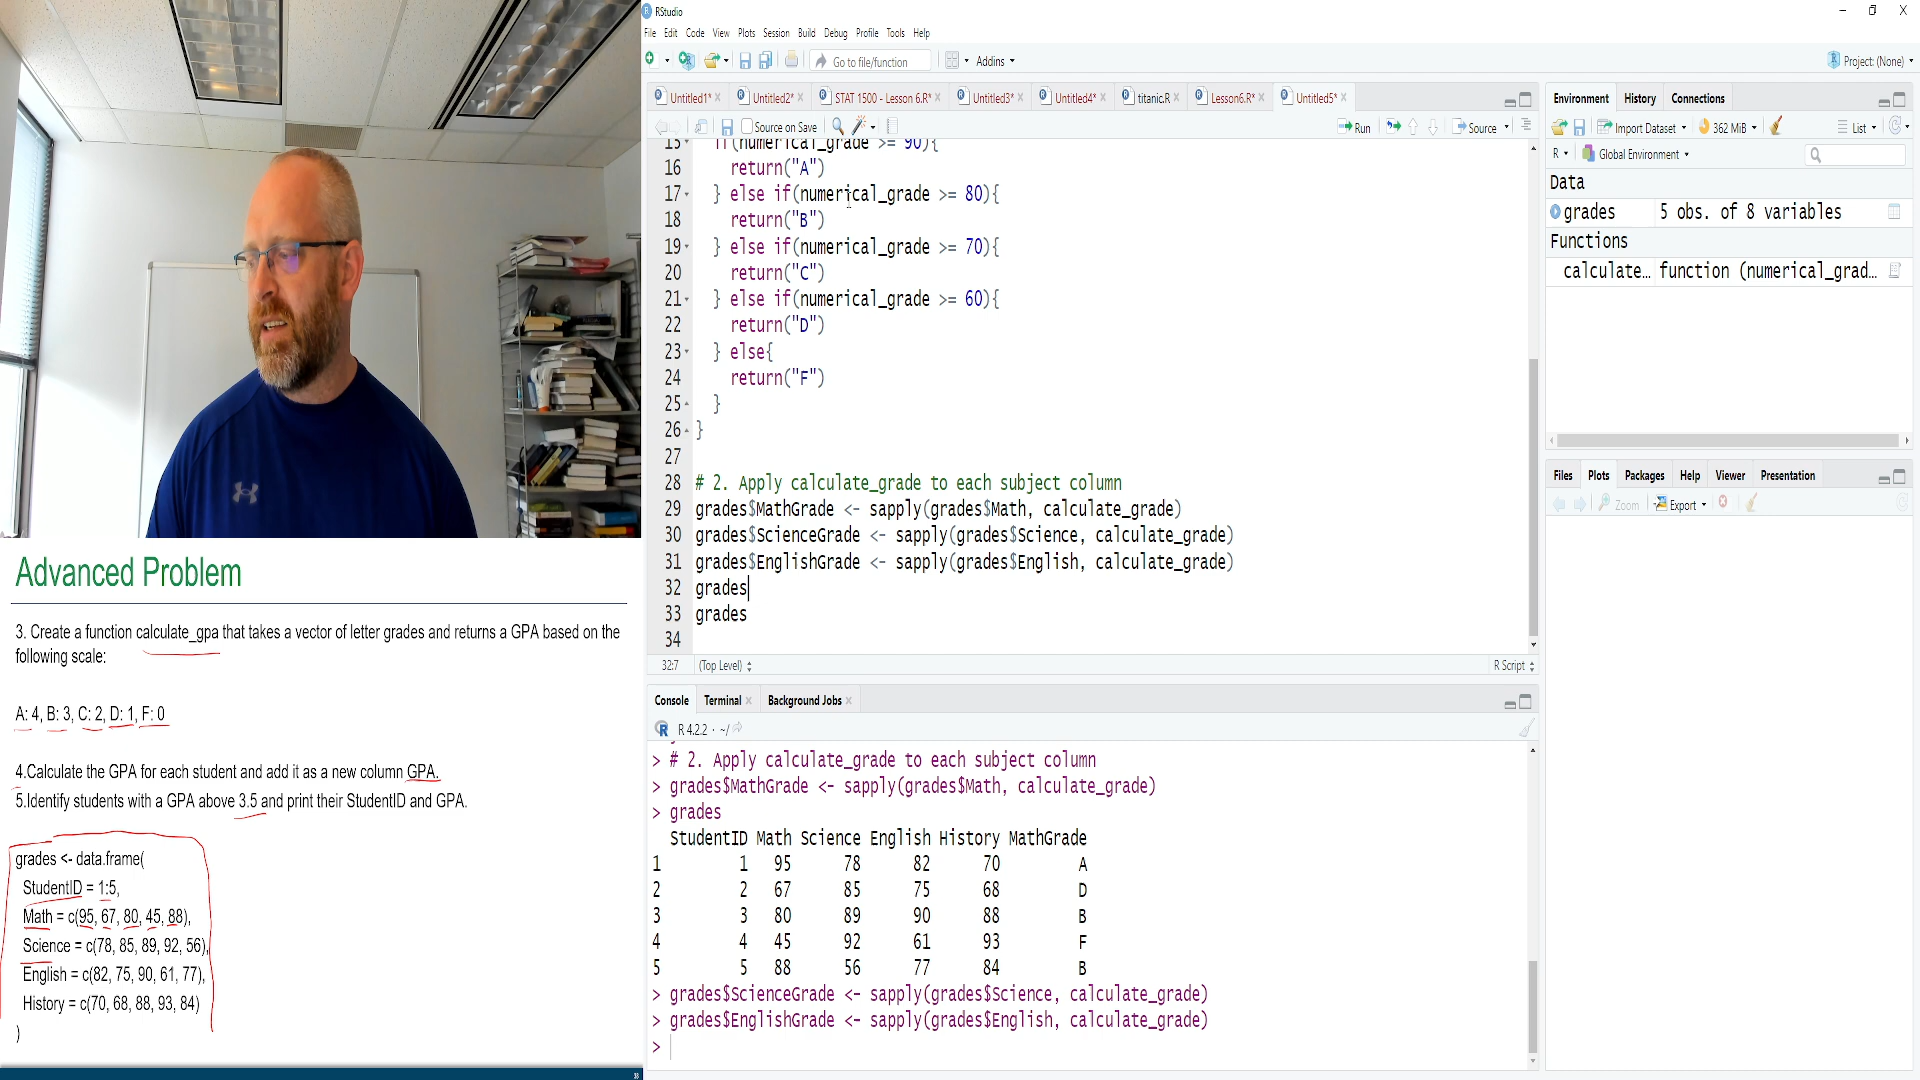 RStudio
File Edit Code View Plots Session Build Debug Profile Tools Help
Go to file/function
Addins
Project: (None)
Untitled1*
Untitled2*
STAT 1500 - Lesson 6.R*
Untitled3*
Untitled4*
titanic.R
Lesson6.R*
Untitled5*
Source on Save
Run
Source
15 if(numerical_grade >= 90){
16 return("A")
17 } else if(numerical_grade >= 80){
18 return("B")
19 } else if(numerical_grade >= 70){
20 return("C")
21 } else if(numerical_grade >= 60){
22 return("D")
23 } else{
24 return("F")
25 }
26 }
27
28 # 2. Apply calculate_grade to each subject column
29 grades$MathGrade <- sapply(grades$Math, calculate_grade)
30 grades$ScienceGrade <- sapply(grades$Science, calculate_grade)
31 grades$EnglishGrade <- sapply(grades$English, calculate_grade)
32 grades
33 grades
34
32:7 (Top Level) R Script
Console Terminal Background Jobs
R 4.2.2 · ~/
> # 2. Apply calculate_grade to each subject column
> grades$MathGrade <- sapply(grades$Math, calculate_grade)
> grades
StudentID Math Science English History MathGrade
1 1 95 78 82 70 A
2 2 67 85 75 68 D
3 3 80 89 90 88 B
4 4 45 92 61 93 F
5 5 88 56 77 84 B
> grades$ScienceGrade <- sapply(grades$Science, calculate_grade)
> grades$EnglishGrade <- sapply(grades$English, calculate_grade)
>
Environment History Connections
Import Dataset 362 MiB List
R Global Environment
Data
grades 5 obs. of 8 variables
Functions
calculate… function (numerical_grad…
Files Plots Packages Help Viewer Presentation
Zoom Export
Advanced Problem
3. Create a function calculate_gpa that takes a vector of letter grades and returns a GPA based on the
following scale:
A: 4, B: 3, C: 2, D: 1, F: 0
4.Calculate the GPA for each student and add it as a new column GPA.
5.Identify students with a GPA above 3.5 and print their StudentID and GPA.
grades <- data.frame(
StudentID = 1:5,
Math = c(95, 67, 80, 45, 88),
Science = c(78, 85, 89, 92, 56),
English = c(82, 75, 90, 61, 77),
History = c(70, 68, 88, 93, 84)
)